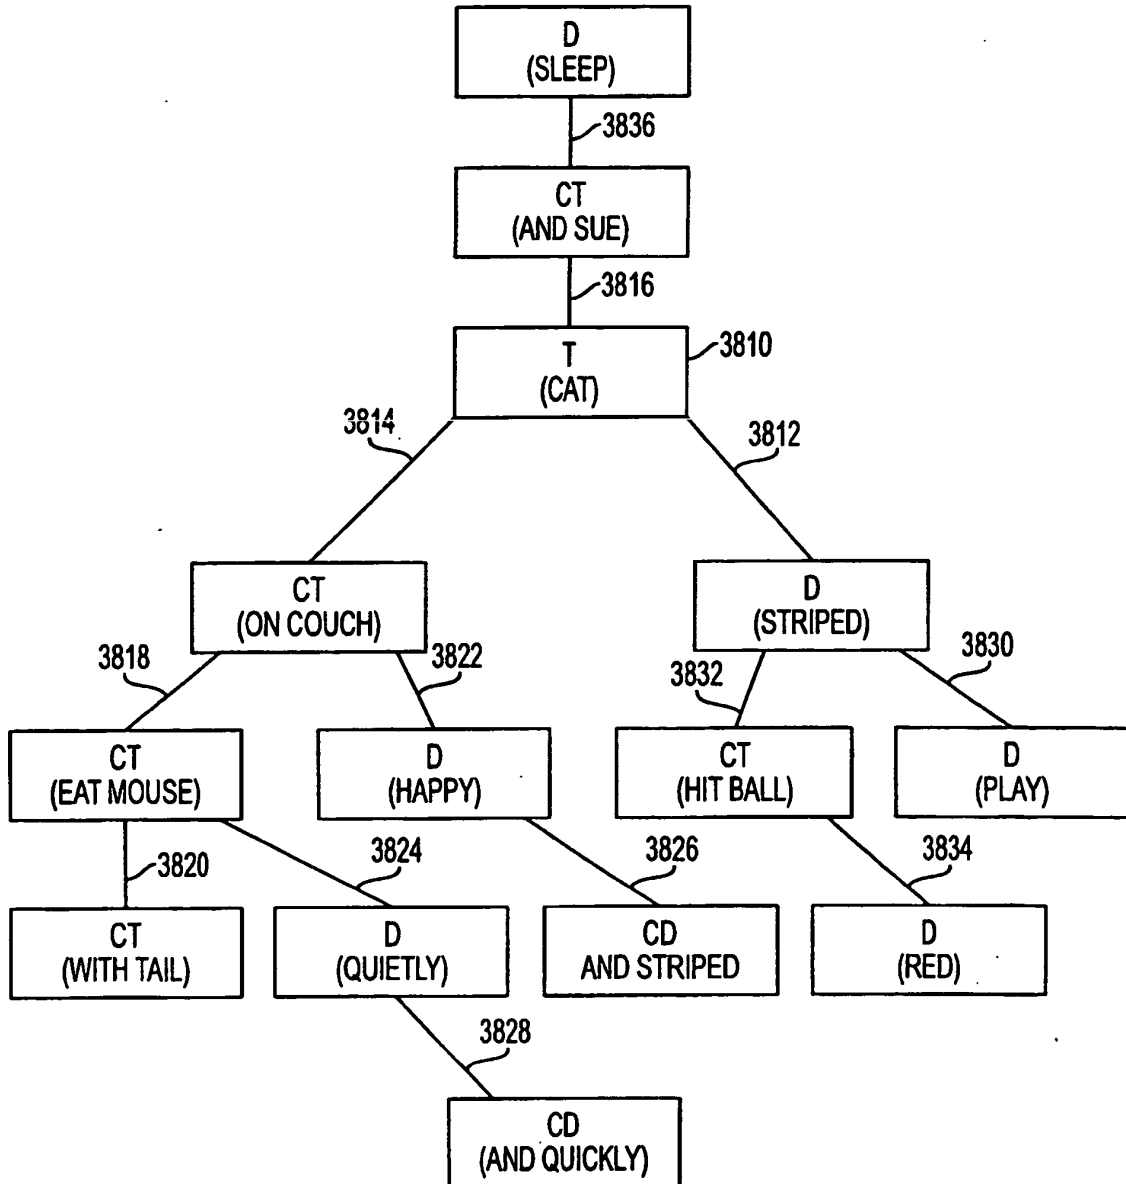 D
(SLEEP)
3836
CT
(AND SUE)
3816
T
(CAT)
3810
3814
3812
CT
(ON COUCH)
D
(STRIPED)
3818
3822
3832
3830
CT
(EAT MOUSE)
D
(HAPPY)
CT
(HIT BALL)
D
(PLAY)
3820
3824
3826
3834
CT
(WITH TAIL)
D
(QUIETLY)
CD
AND STRIPED
D
(RED)
3828
CD
(AND QUICKLY)